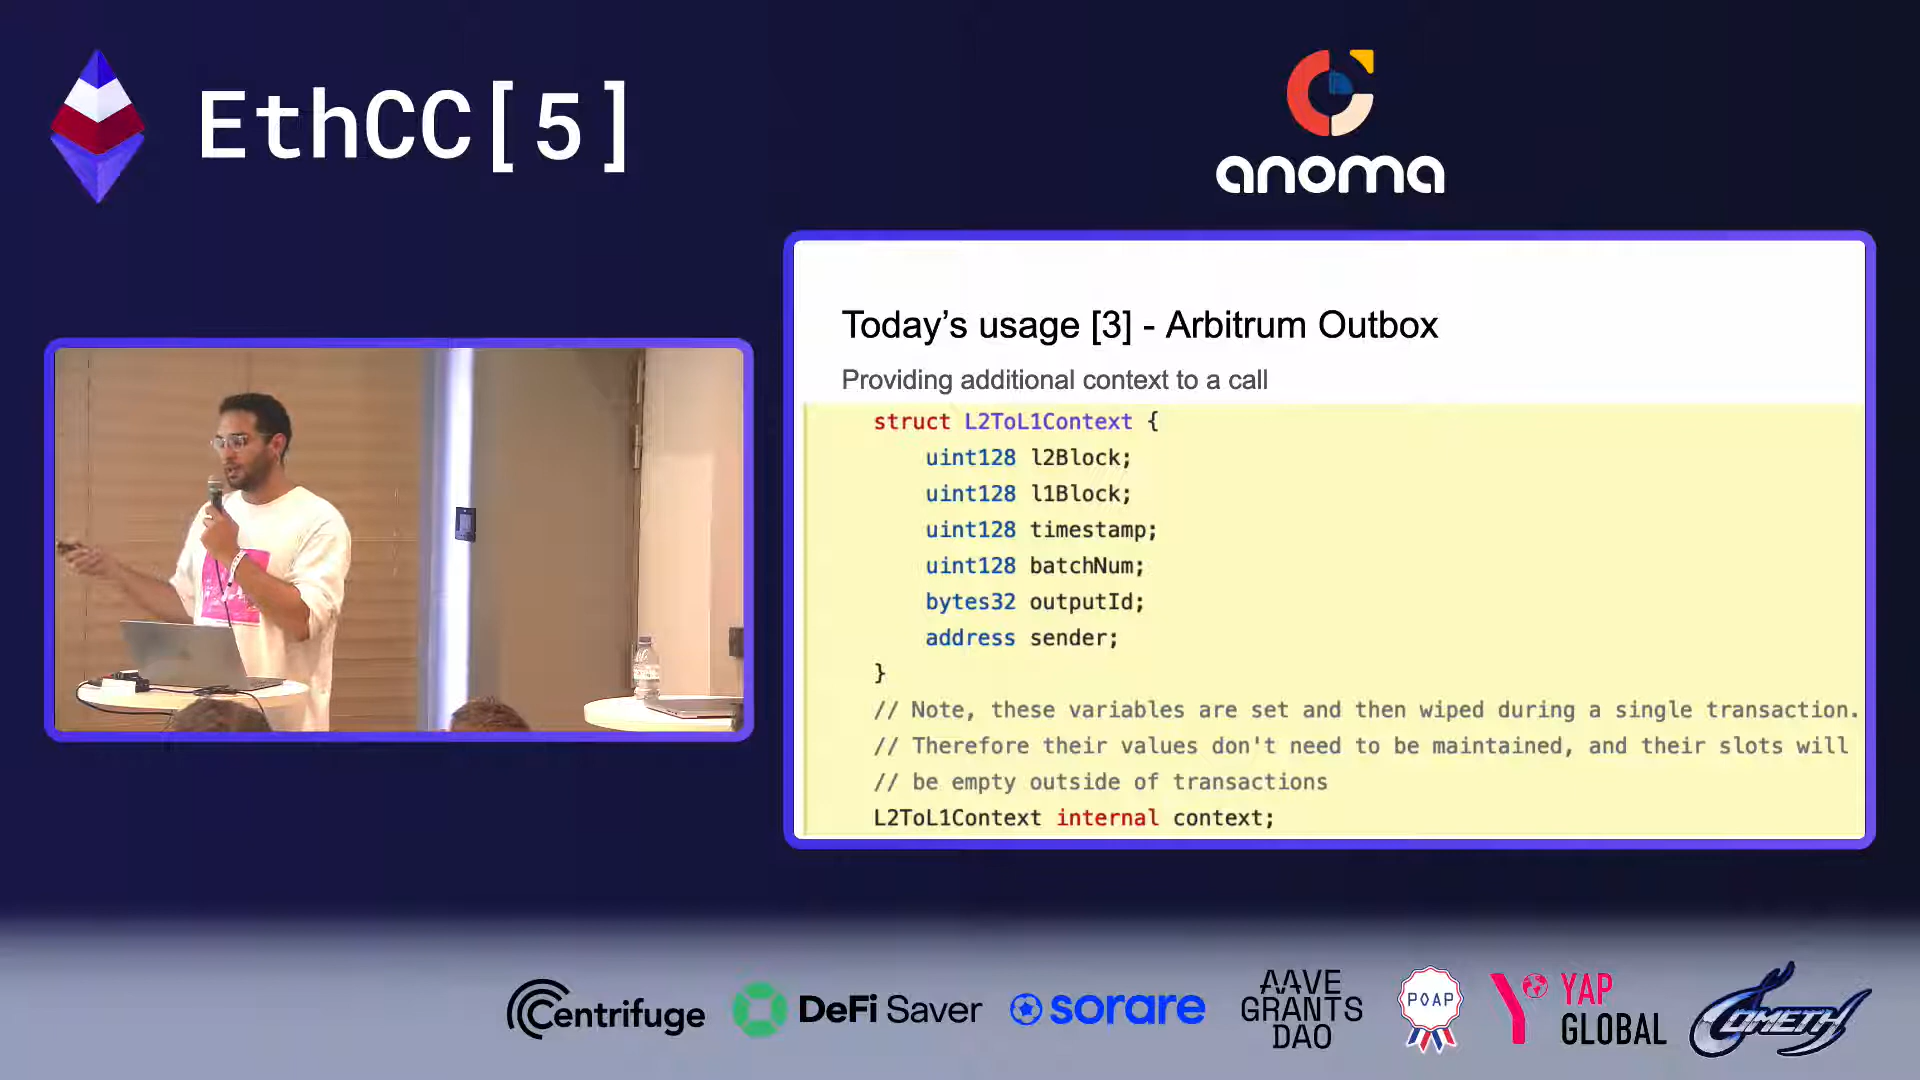 EthCC[5]
anoma
Today's usage [3] - Arbitrum Outbox
Providing additional context to a call
struct L2ToL1Context {
uint128 l2Block;
uint128 l1Block;
uint128 timestamp;
uint128 batchNum;
bytes32 outputId;
address sender;
}
// Note, these variables are set and then wiped during a single transaction.
// Therefore their values don't need to be maintained, and their slots will
// be empty outside of transactions
L2ToL1Context internal context;
Centrifuge
DeFi Saver
sorare
AAVE
GRANTS
DAO
POAP
YAP
GLOBAL
COMETH